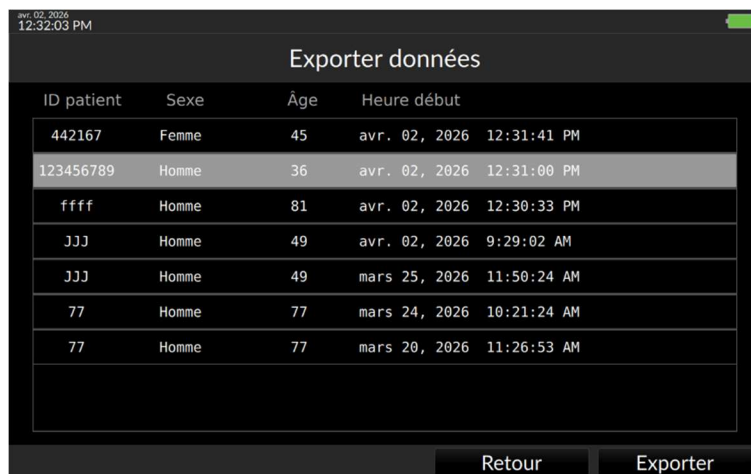 avr. 02, 2026
12:32:03 PM
Exporter données
ID patient Sexe Âge Heure début
442167 Femme 45 avr. 02, 2026 12:31:41 PM
123456789 Homme 36 avr. 02, 2026 12:31:00 PM
ffff Homme 81 avr. 02, 2026 12:30:33 PM
JJJ Homme 49 avr. 02, 2026 9:29:02 AM
JJJ Homme 49 mars 25, 2026 11:50:24 AM
77 Homme 77 mars 24, 2026 10:21:24 AM
77 Homme 77 mars 20, 2026 11:26:53 AM
Retour Exporter